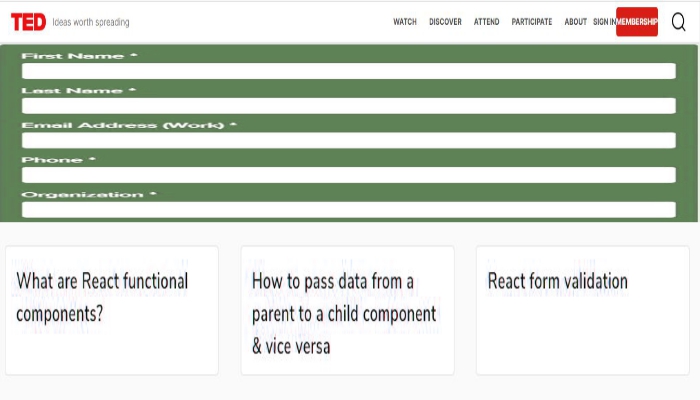 TED Ideas worth spreading WATCH DISCOVER ATTEND PARTICIPATE ABOUT SIGN IN MEMBERSHIP
First Name *
Last Name *
Email Address (Work) *
Phone *
Organization *
What are React functional
components?
How to pass data from a
parent to a child component
& vice versa
React form validation